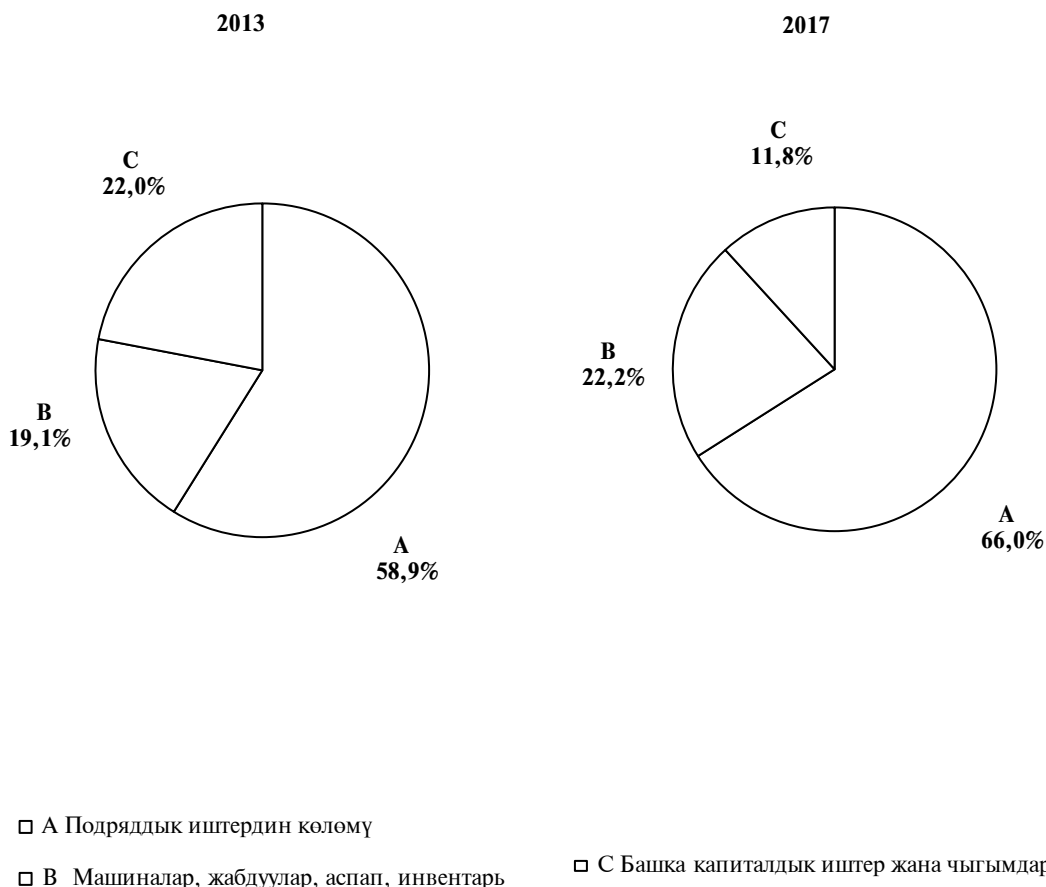 2013
2017
C
22,0%
B
19,1%
A
58,9%
C
11,8%
B
22,2%
A
66,0%
A Подряддык иштердин көлөмү
B Машиналар, жабдуулар, аспап, инвентарь
C Башка капиталдык иштер жана чыгымдар